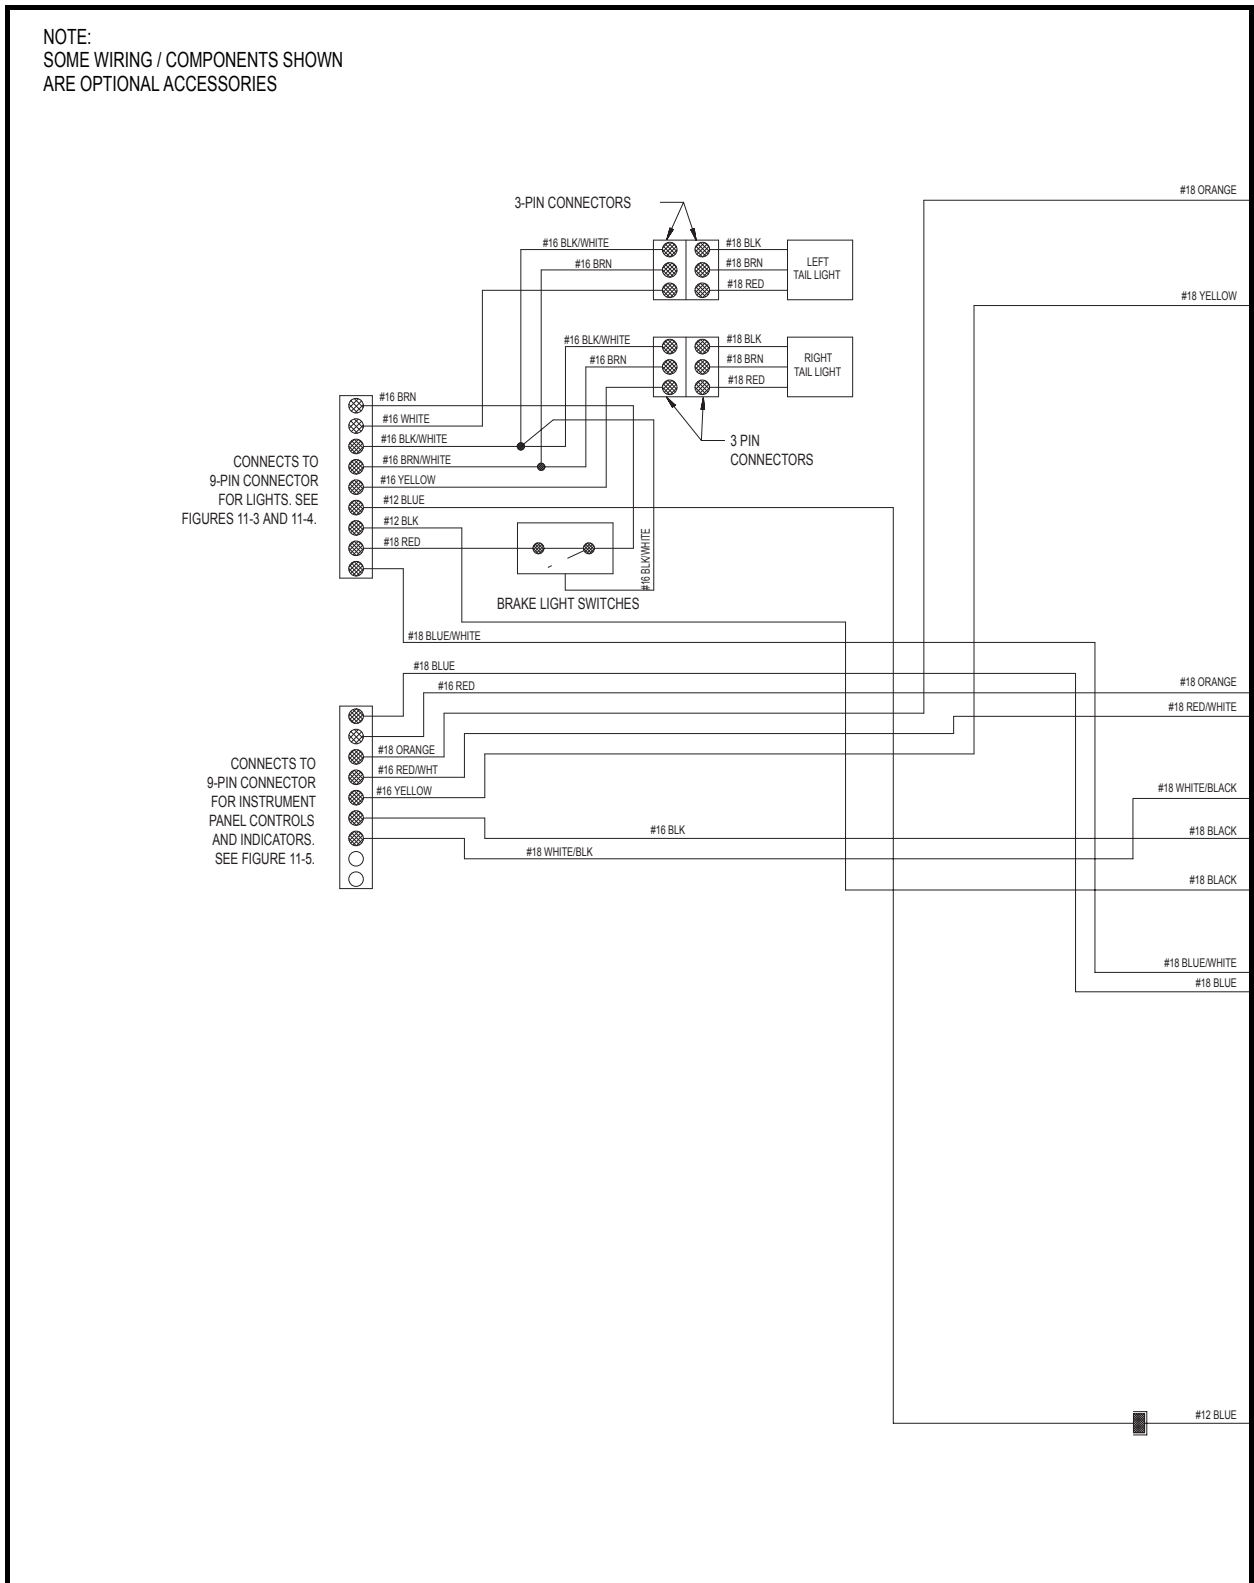 NOTE:
SOME WIRING / COMPONENTS SHOWN
ARE OPTIONAL ACCESSORIES
#18 ORANGE
3-PIN CONNECTORS
#16 BLK/WHITE
#18 BLK
#16 BRN
#18 BRN
LEFT
TAIL LIGHT
#18 RED
#18 YELLOW
#16 BLK/WHITE
#18 BLK
#16 BRN
#18 BRN
RIGHT
TAIL LIGHT
#18 RED
#16 BRN
#16 WHITE
#16 BLK/WHITE
3 PIN
CONNECTORS
#16 BRN/WHITE
#16 YELLOW
#12 BLUE
#12 BLK
#18 RED
CONNECTS TO
9-PIN CONNECTOR
FOR LIGHTS. SEE
FIGURES 11-3 AND 11-4.
#16 BLK/WHITE
BRAKE LIGHT SWITCHES
#18 BLUE/WHITE
#18 BLUE
#16 RED
#18 ORANGE
#18 RED/WHITE
#18 ORANGE
#16 RED/WHT
#16 YELLOW
CONNECTS TO
9-PIN CONNECTOR
FOR INSTRUMENT
PANEL CONTROLS
AND INDICATORS.
SEE FIGURE 11-5.
#18 WHITE/BLACK
#16 BLK
#18 BLACK
#18 WHITE/BLK
#18 BLACK
#18 BLUE/WHITE
#18 BLUE
#12 BLUE